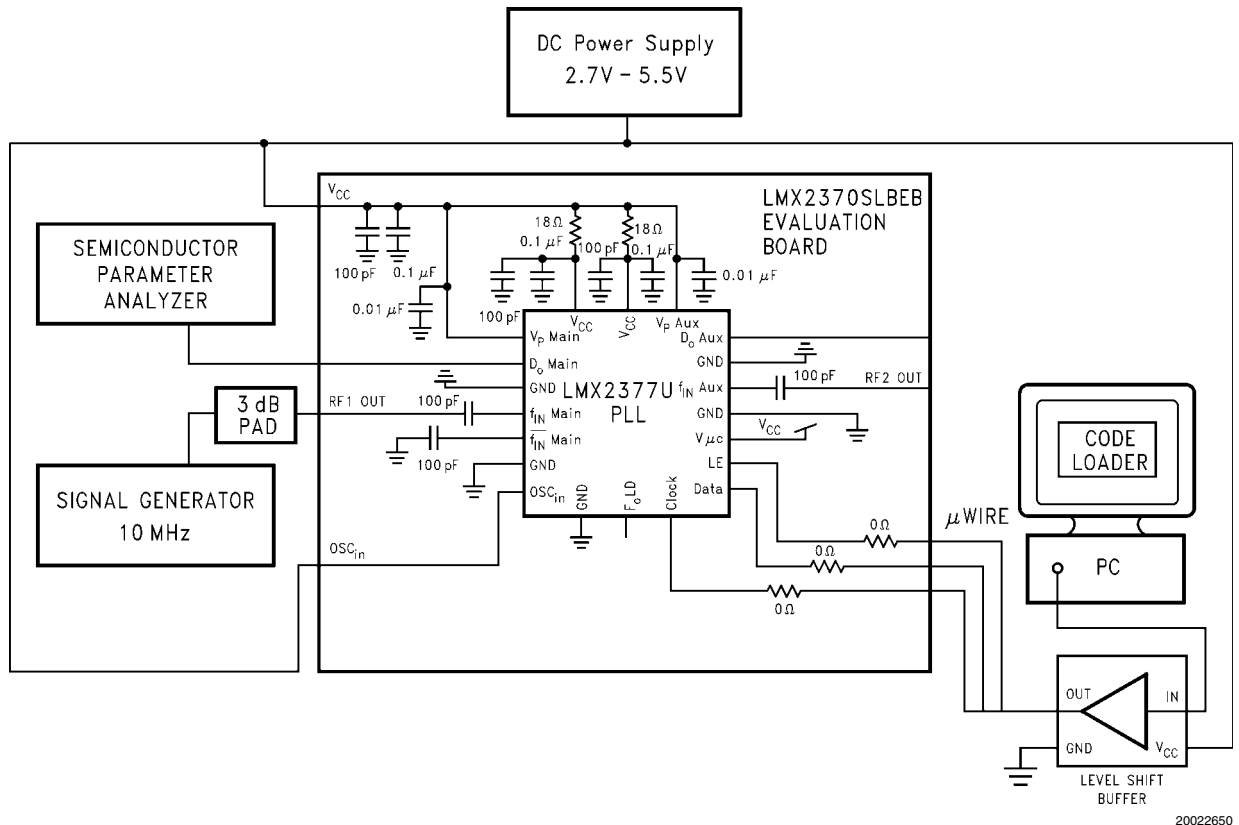 DC Power Supply
2.7V – 5.5V
V_CC
LMX2370SLBEB
EVALUATION
BOARD
18Ω
0.1 μF
100 pF
18Ω
0.1 μF
SEMICONDUCTOR
PARAMETER
ANALYZER
100 pF
0.1 μF
0.01 μF
0.01 μF
100 pF
V_CC
V_CC
V_P Aux
V_P Main
D_o Aux
D_o Main
GND
GND
LMX2377U
PLL
f_IN Aux
100 pF
RF2 OUT
3 dB
PAD
RF1 OUT
100 pF
f_IN Main
GND
V_CC
f̅_I̅N̅ Main
Vμc
100 pF
GND
LE
CODE
LOADER
SIGNAL GENERATOR
10 MHz
OSC_in
GND
F_oLD
Clock
Data
0Ω
μWIRE
OSC_in
0Ω
PC
0Ω
OUT
IN
GND
V_CC
LEVEL SHIFT
BUFFER
20022650